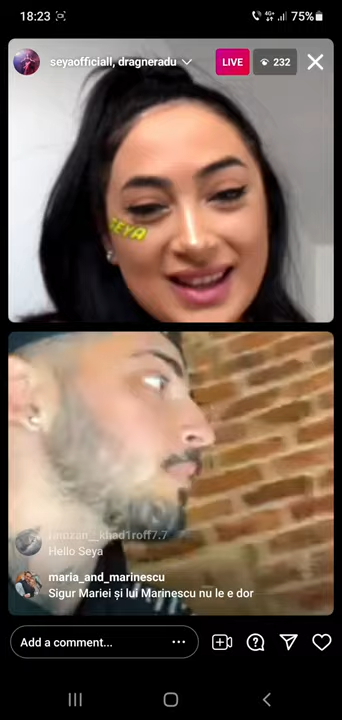 18:23
4G+
75%
seyaofficiall, dragneradu
LIVE
232
SEYA
Hello Seya
maria_and_marinescu
Sigur Mariei și lui Marinescu nu le e dor
Add a comment...